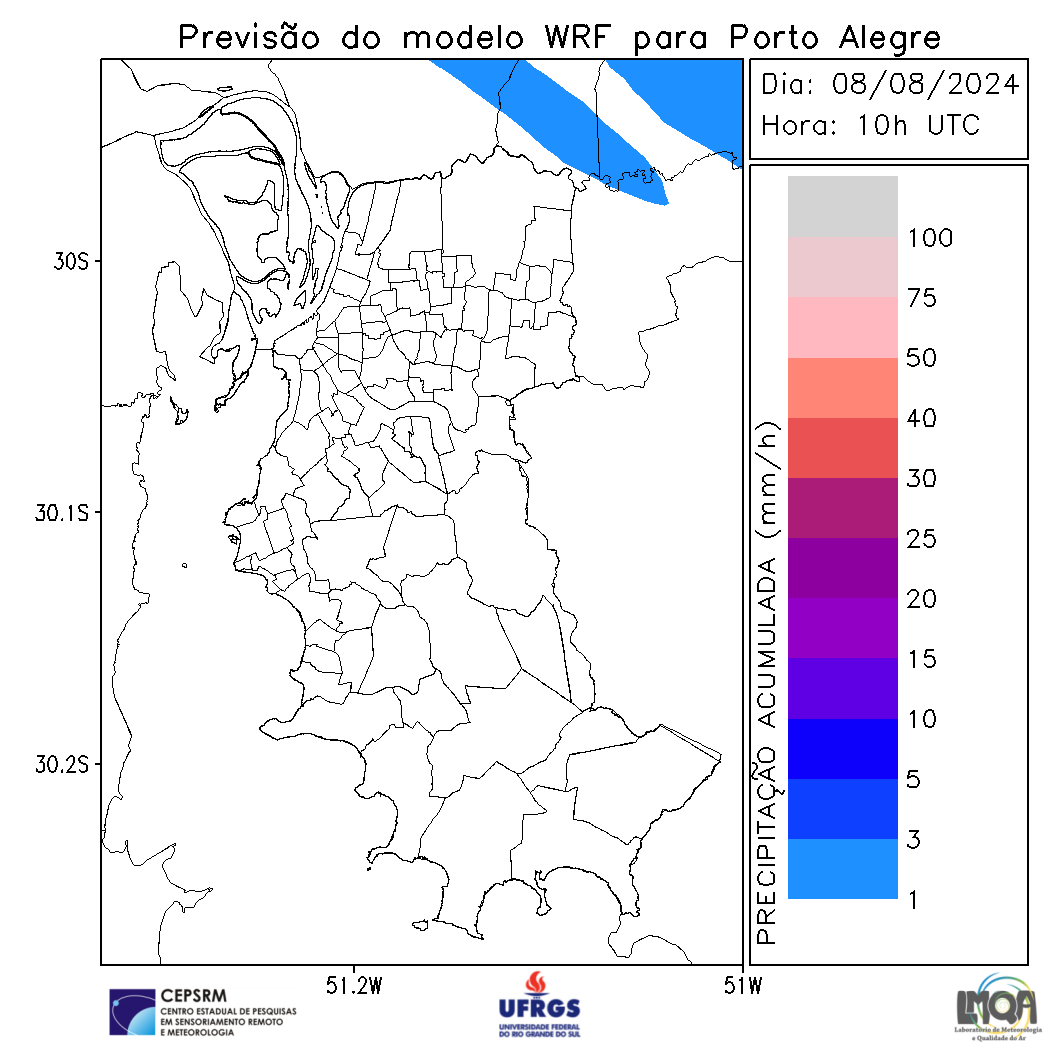 Previsão do modelo WRF para Porto Alegre
Dia: 08/08/2024
Hora: 10h UTC
30S
30.1S
30.2S
51.2W
51W
PRECIPITAÇÃO ACUMULADA (mm/h)
100
75
50
40
30
25
20
15
10
5
3
1
CEPSRM
CENTRO ESTADUAL DE PESQUISAS
EM SENSORIAMENTO REMOTO
E METEOROLOGIA
UFRGS
UNIVERSIDADE FEDERAL
DO RIO GRANDE DO SUL
LMQA
Laboratório de Meteorologia
e Qualidade do Ar